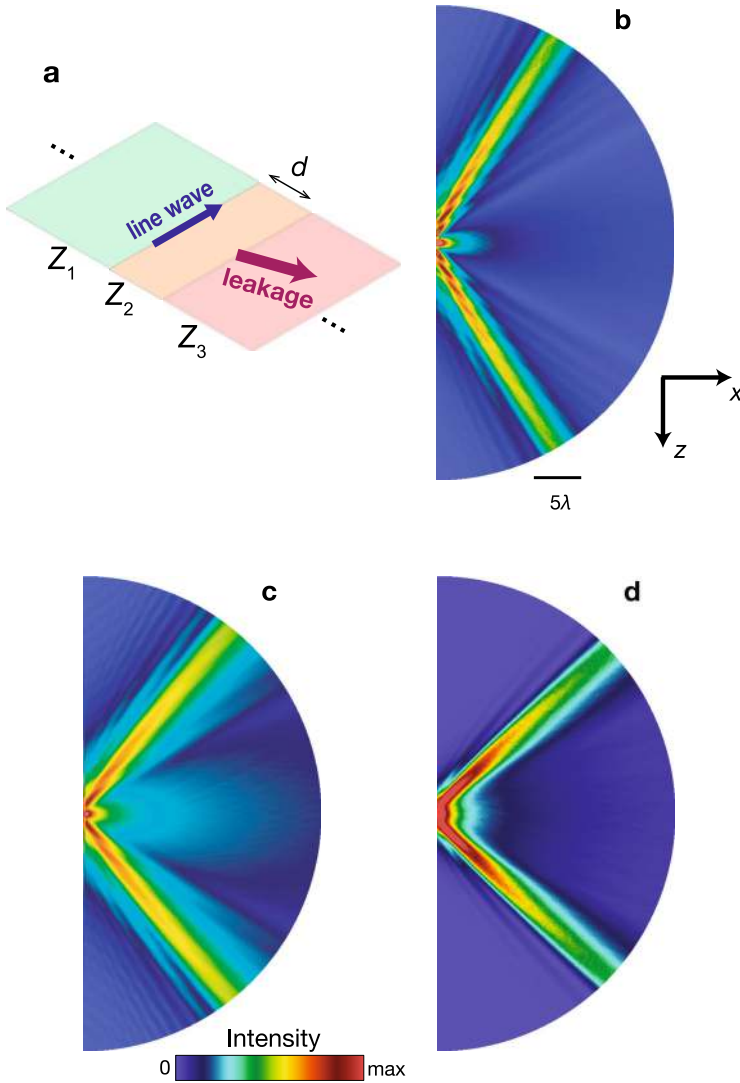 a
d
line wave
leakage
Z1
Z2
Z3
b
x
z
5λ
c
d
Intensity
0 max